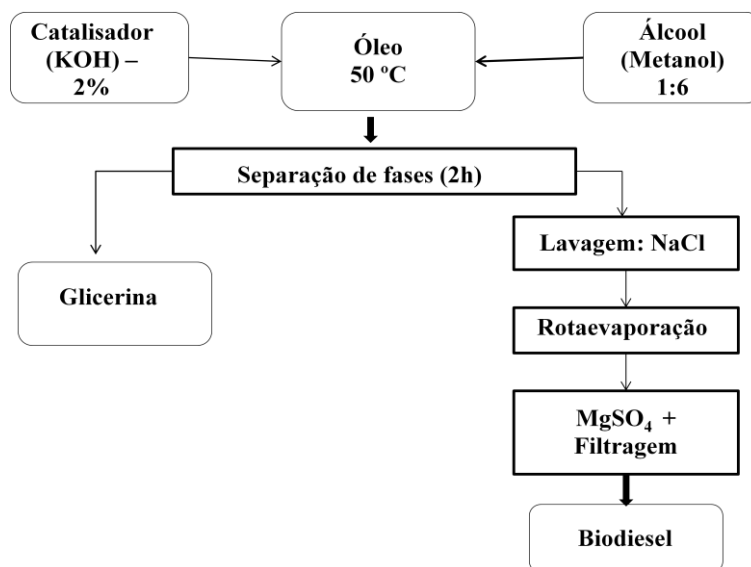 Catalisador
(KOH) –
2%
Óleo
50 ºC
Álcool
(Metanol)
1:6
Separação de fases (2h)
Glicerina
Lavagem: NaCl
Rotaevaporação
MgSO₄ +
Filtragem
Biodiesel